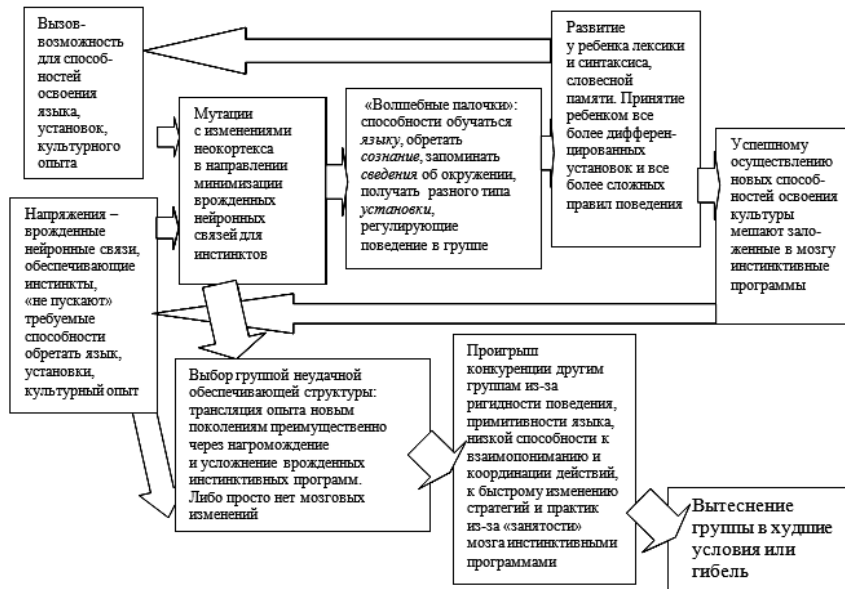 Вызов-
возможность
для способ-
ностей
освоения
языка,
установок,
культурного
опыта
Мутации
с изменениями
неокортекса
в направлении
минимизации
врожденных
нейронных
связей для
инстинктов
«Волшебные палочки»:
способности обучаться
языку, обретать
сознание, запоминать
сведения об окружении,
получать разного типа
установки,
регулирующие
поведение в группе
Развитие
у ребенка лексики
и синтаксиса,
словесной
памяти. Принятие
ребенком все
более дифферен-
цированных
установок и все
более сложных
правил поведения
Успешному
осуществлению
новых способ-
ностей освоения
культуры
мешают зало-
женные в мозгу
инстинктивные
программы
Напряжения –
врожденные
нейронные связи,
обеспечивающие
инстинкты,
«не пускают»
требуемые
способности
обретать язык,
установки,
культурный опыт
Выбор группой неудачной
обеспечивающей структуры:
трансляция опыта новым
поколениям преимущественно
через нагромождение
и усложнение врожденных
инстинктивных программ.
Либо просто нет мозговых
изменений
Проигрыш
конкуренции другим
группам из-за
ригидности поведения,
примитивности языка,
низкой способности к
взаимопониманию и
координации действий,
к быстрому изменению
стратегий и практик
из-за «занятости»
мозга инстинктивными
программами
Вытеснение
группы в худшие
условия или
гибель